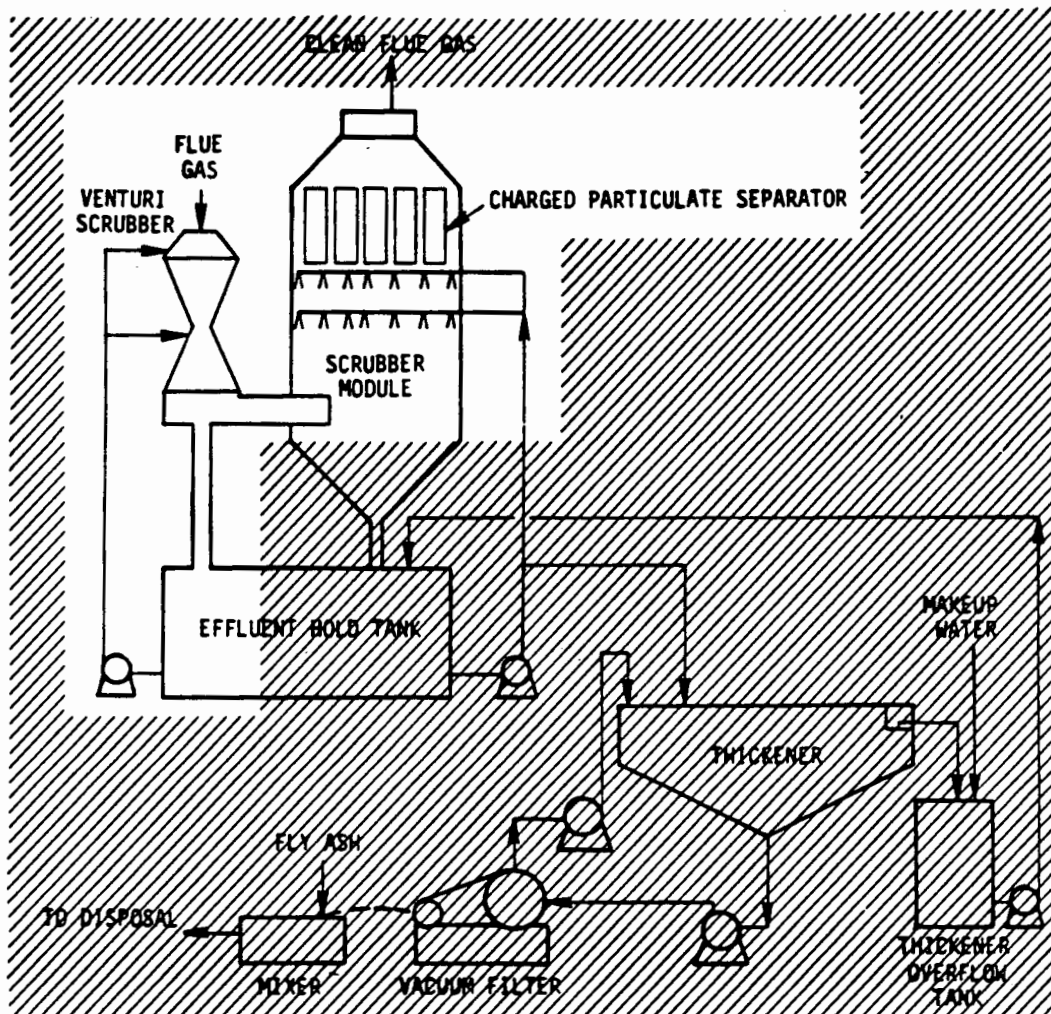 CLEAN FLUE GAS
FLUE
GAS
VENTURI
SCRUBBER
CHARGED PARTICULATE SEPARATOR
SCRUBBER
MODULE
EFFLUENT HOLD TANK
MAKEUP
WATER
THICKENER
FLY ASH
TO DISPOSAL
MIXER
VACUUM FILTER
THICKENER
OVERFLOW
TANK